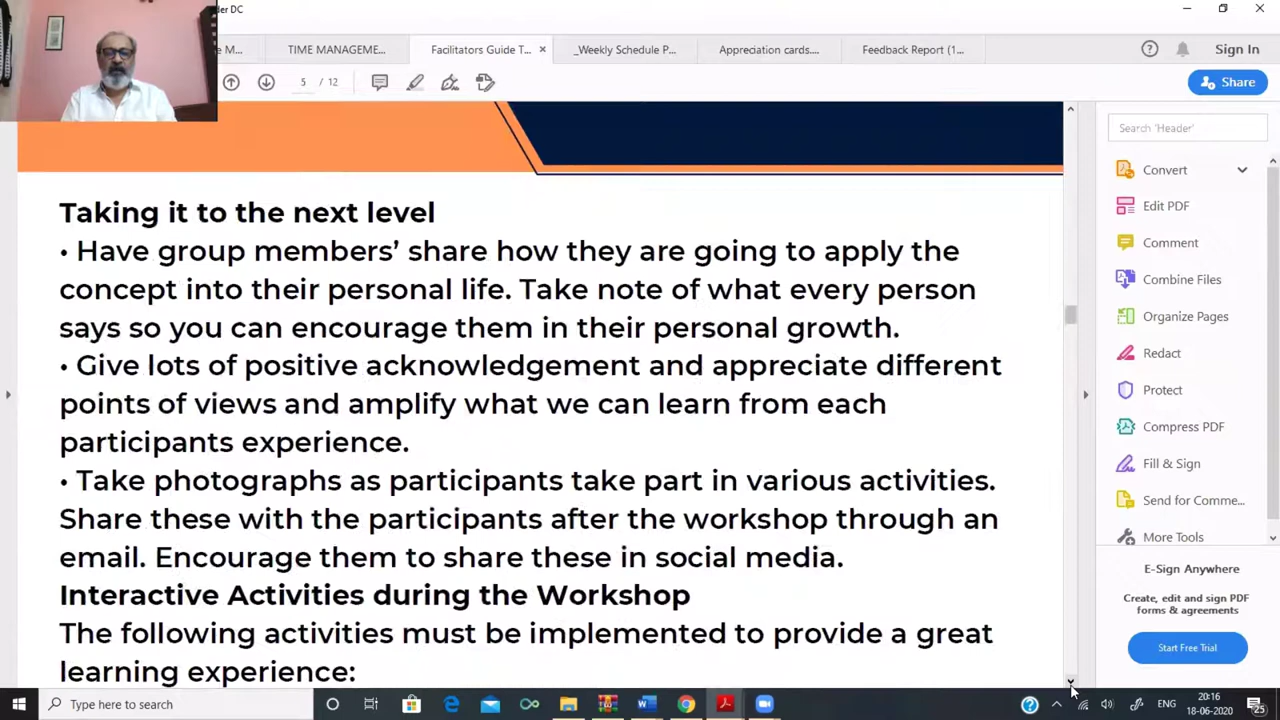 der DC
e M...
TIME MANAGEME...
Facilitators Guide T...
_Weekly Schedule P...
Appreciation cards....
Feedback Report (1...
Sign In
5 / 12
Share
Taking it to the next level
• Have group members’ share how they are going to apply the
concept into their personal life. Take note of what every person
says so you can encourage them in their personal growth.
• Give lots of positive acknowledgement and appreciate different
points of views and amplify what we can learn from each
participants experience.
• Take photographs as participants take part in various activities.
Share these with the participants after the workshop through an
email. Encourage them to share these in social media.
Interactive Activities during the Workshop
The following activities must be implemented to provide a great
learning experience:
Search 'Header'
Convert
Edit PDF
Comment
Combine Files
Organize Pages
Redact
Protect
Compress PDF
Fill & Sign
Send for Comme...
More Tools
E-Sign Anywhere
Create, edit and sign PDF
forms & agreements
Start Free Trial
Type here to search
ENG
20:16
18-06-2020
25